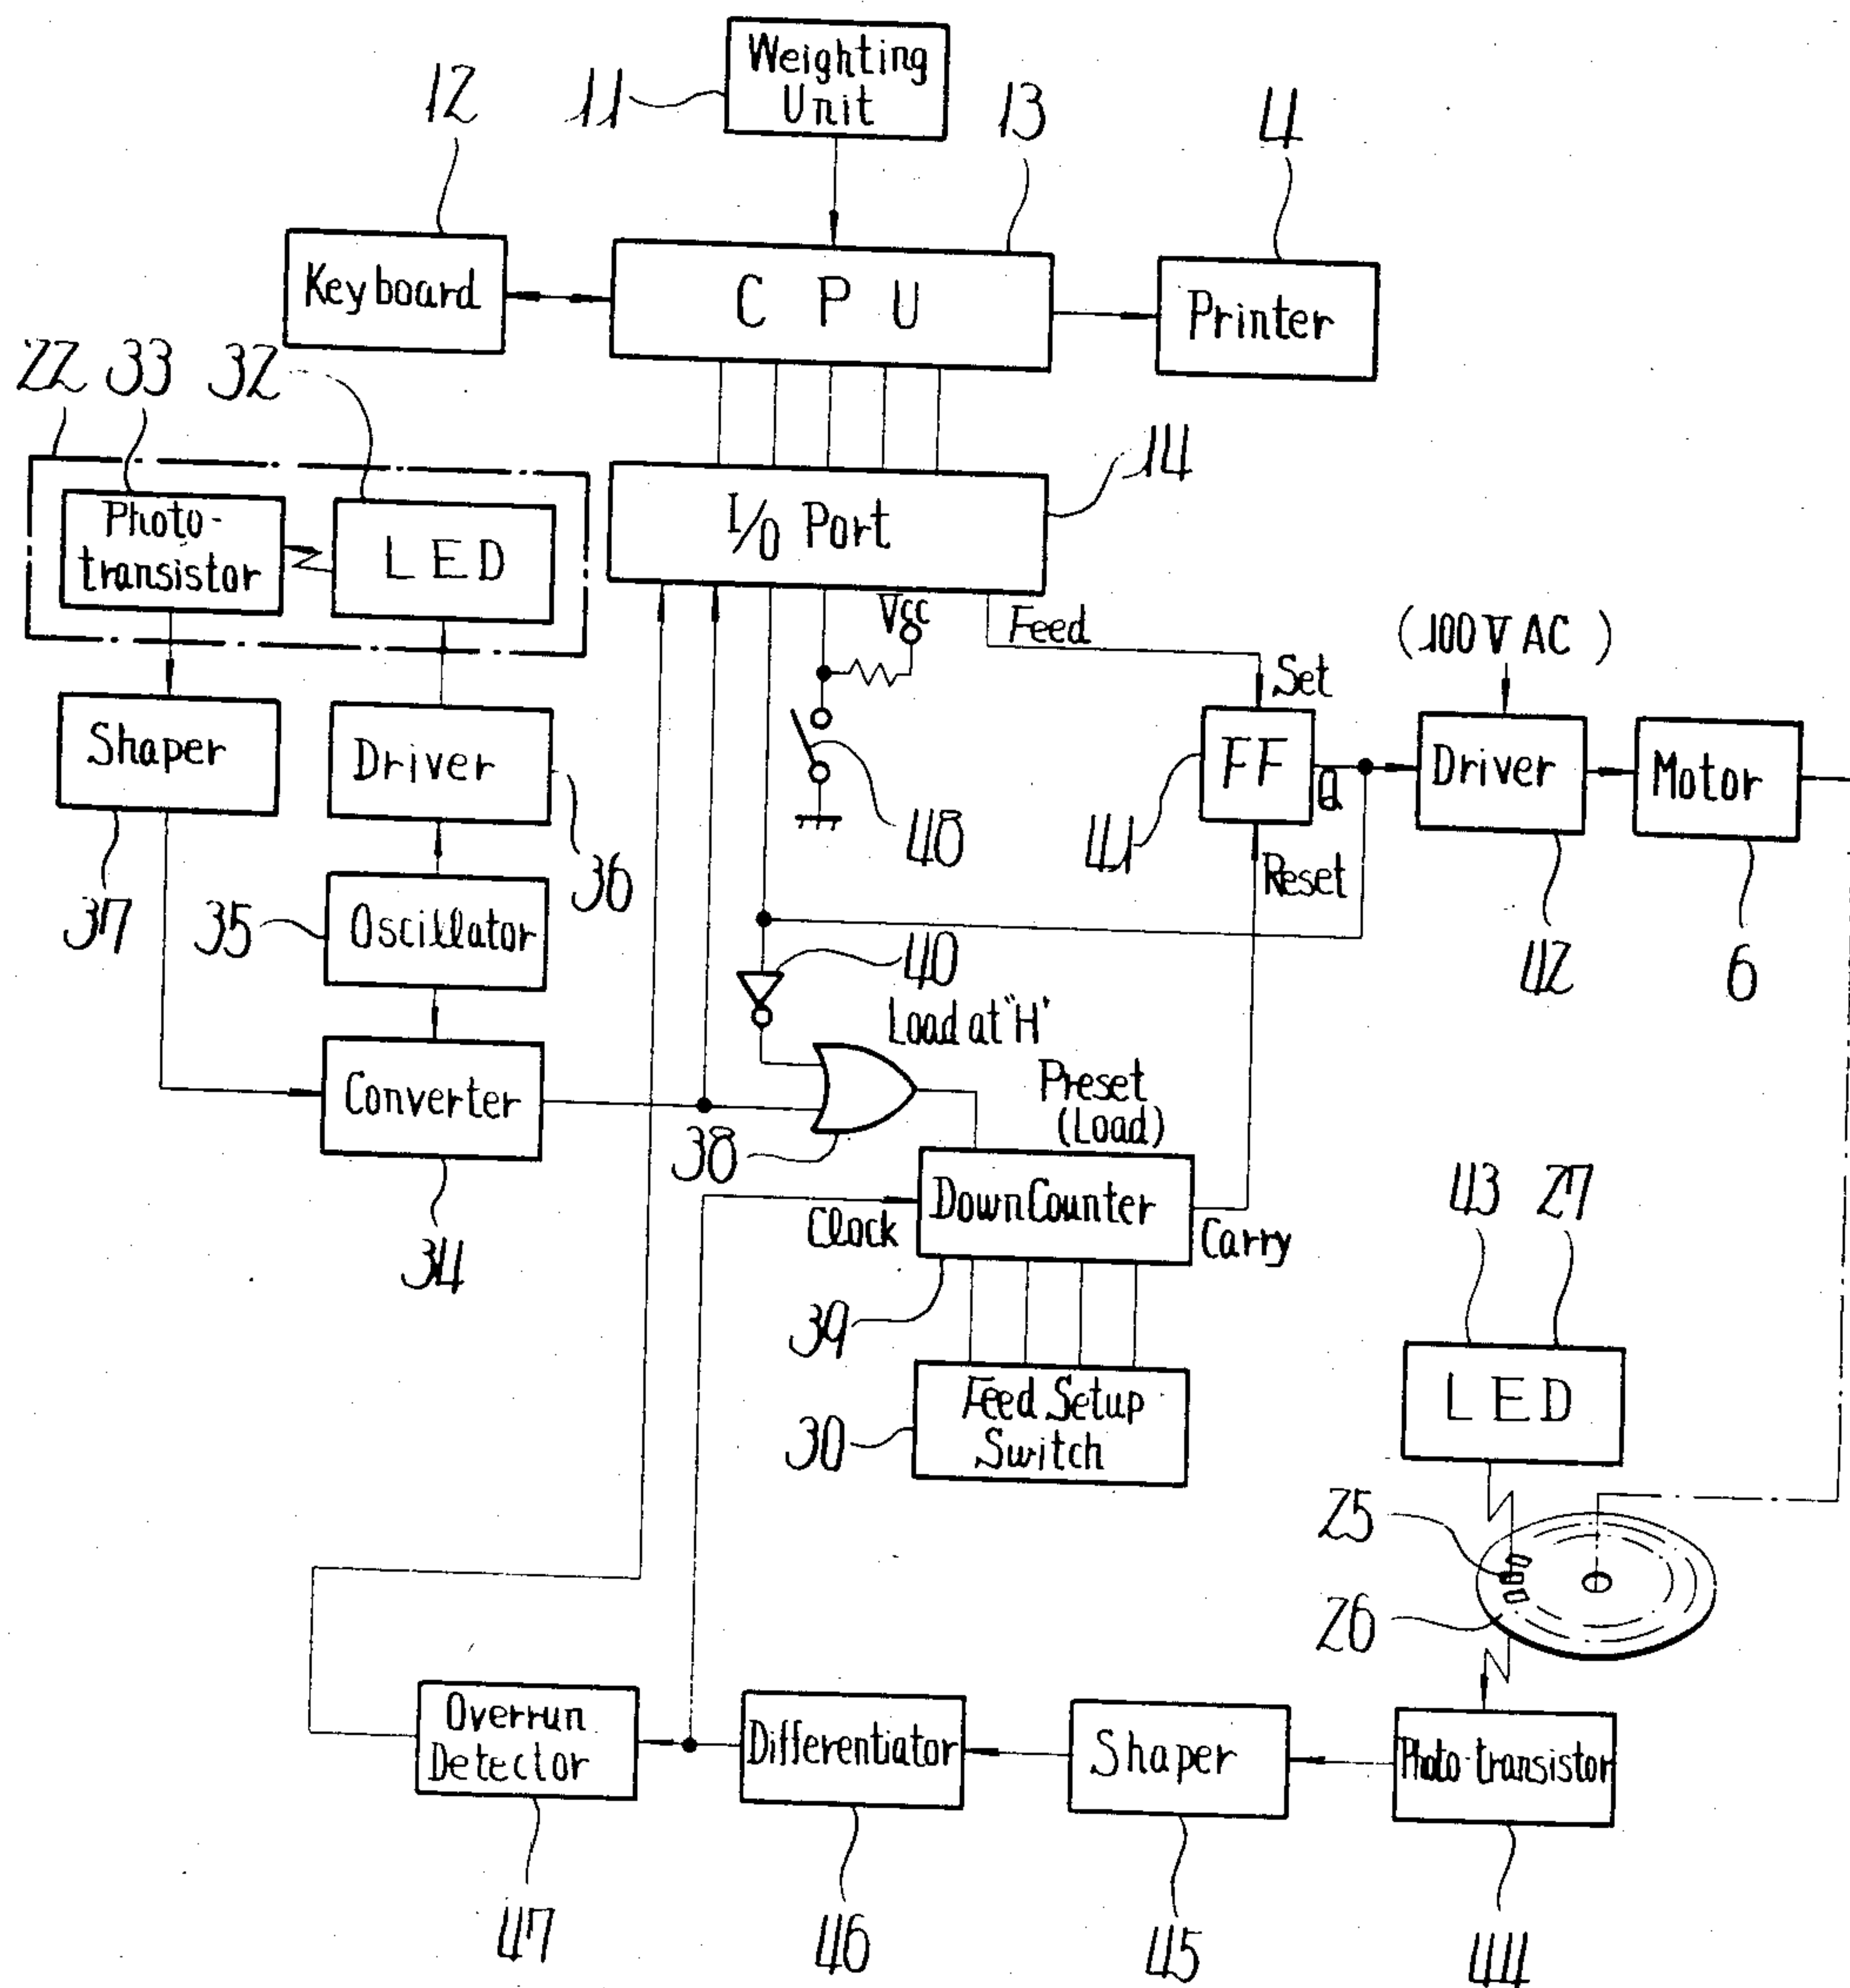 Weighting
Unit
11
12
13
4
Keyboard
C P U
Printer
22
33
32
14
Photo-
transistor
L E D
I/O Port
Vcc
Feed
(100 V AC)
Set
Shaper
Driver
FF
Q
Driver
Motor
48
41
Reset
37
36
35
Oscillator
40
42
6
Load at "H"
Converter
Preset
(Load)
38
Down Counter
Clock
Carry
43
27
34
39
L E D
Feed Setup
Switch
30
25
26
Overrun
Detector
Differentiator
Shaper
Photo-transistor
47
46
45
44